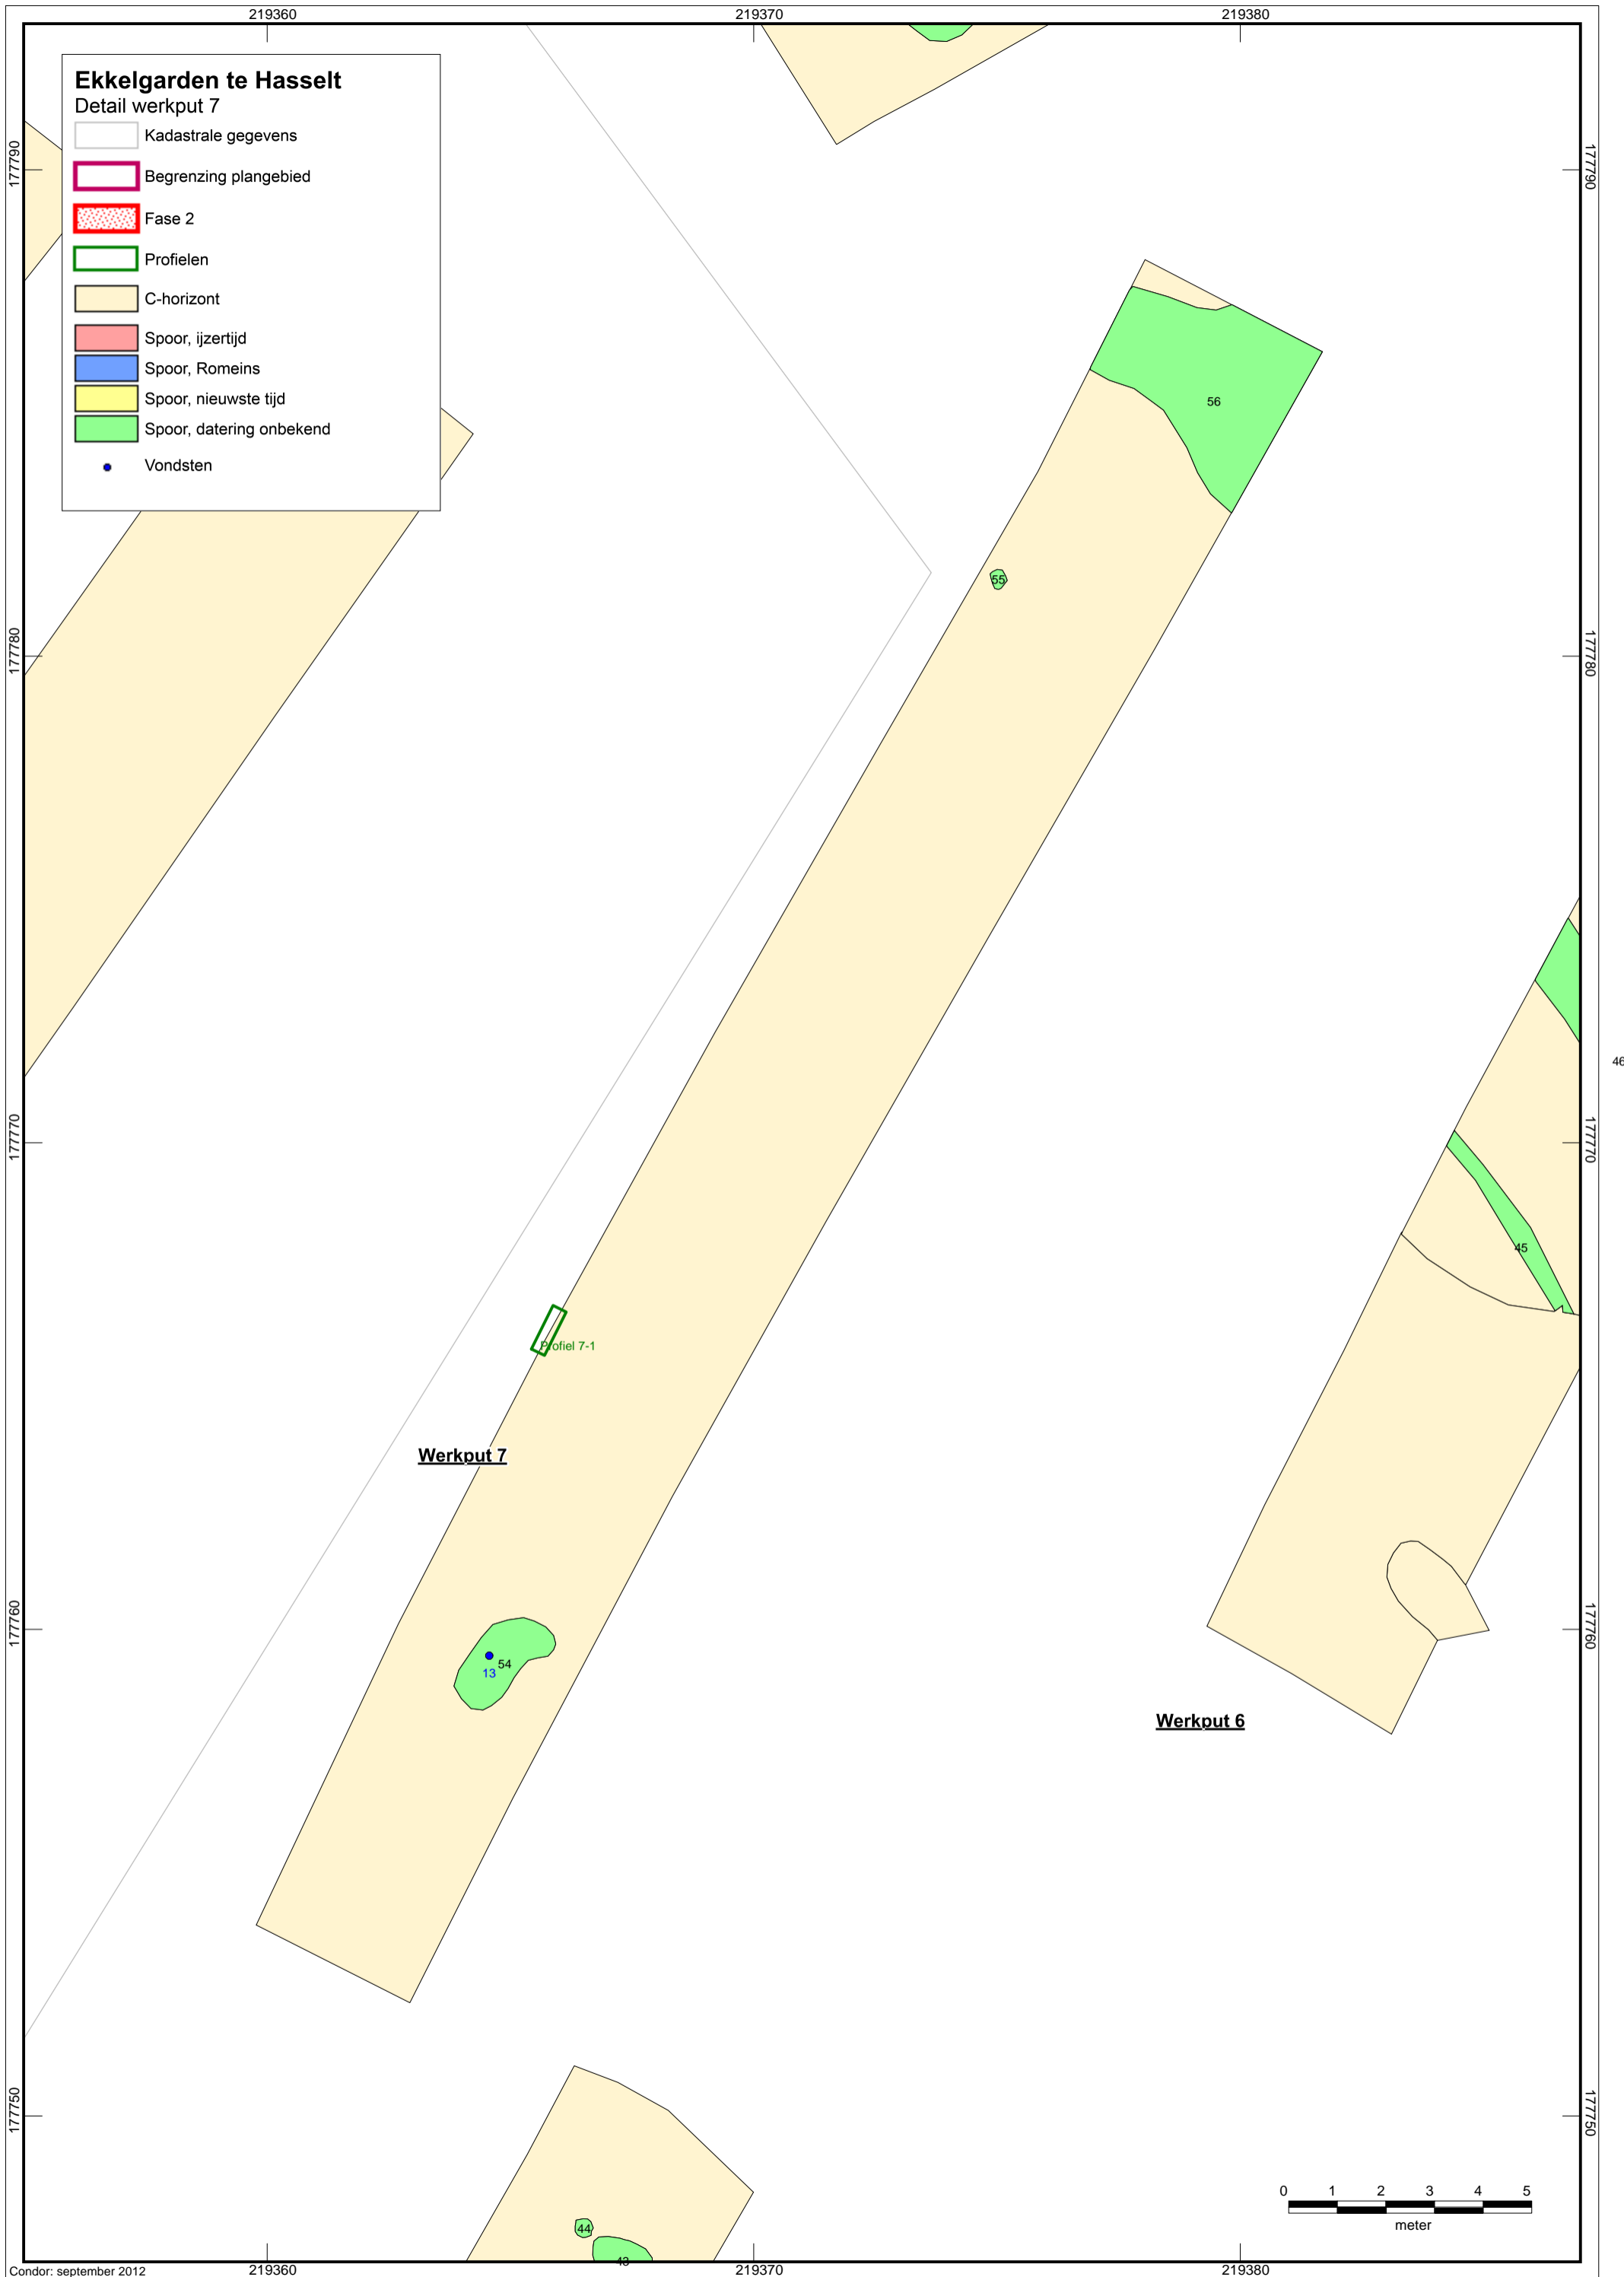 219360
219370
219380
Ekkelgarden te Hasselt
Detail werkput 7
Kadastrale gegevens
Begrenzing plangebied
Fase 2
Profielen
C-horizont
Spoor, ijzertijd
Spoor, Romeins
Spoor, nieuwste tijd
Spoor, datering onbekend
Vondsten
177790
177790
56
55
177780
177780
46
177770
177770
45
Profiel 7-1
Werkput 7
177760
177760
54
13
Werkput 6
177750
177750
0 1 2 3 4 5
meter
44
43
219360
219370
219380
Condor: september 2012